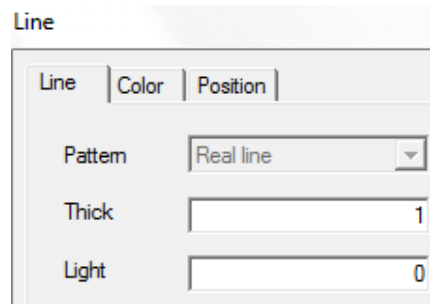 Line
Line Color Position
Pattern Real line
Thick 1
Light 0